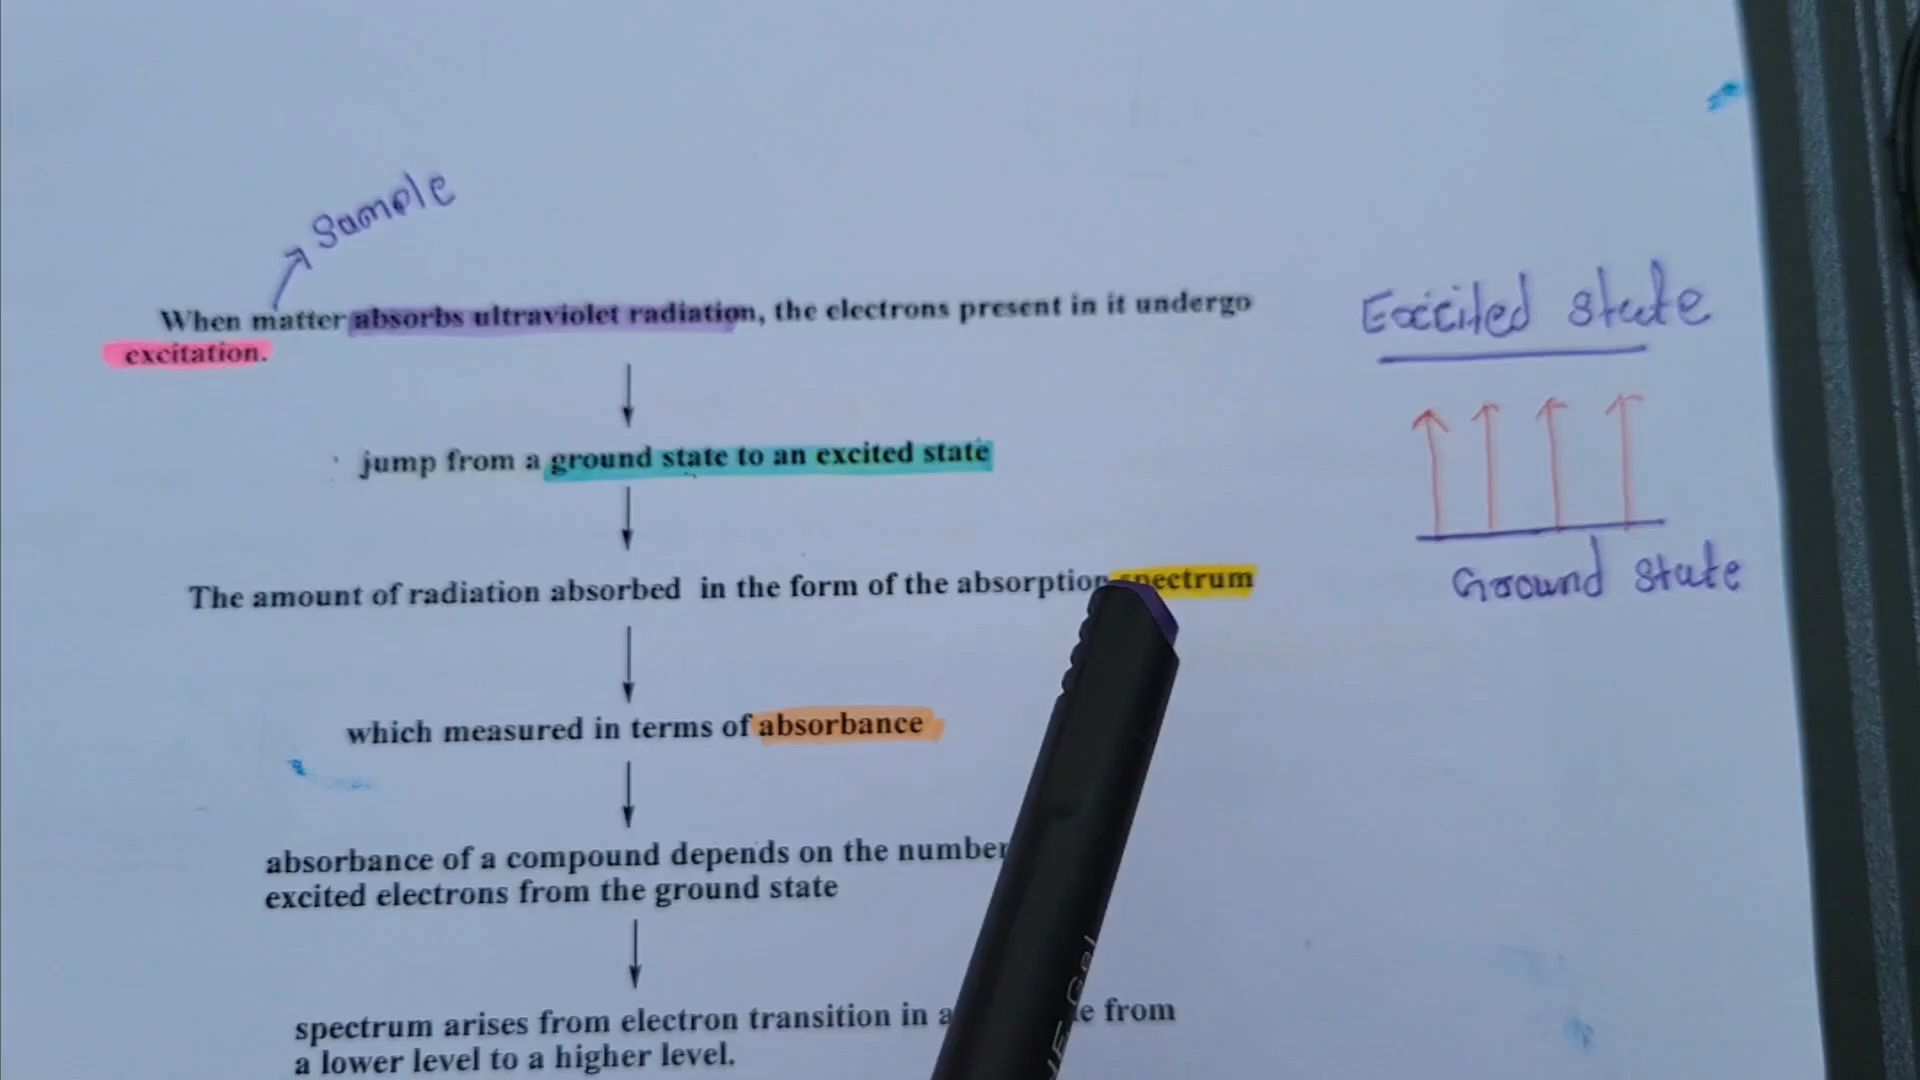 Sample
When matter absorbs ultraviolet radiation, the electrons present in it undergo
excitation.
jump from a ground state to an excited state
The amount of radiation absorbed in the form of the absorption spectrum
which measured in terms of absorbance
absorbance of a compound depends on the number
excited electrons from the ground state
spectrum arises from electron transition in a from
a lower level to a higher level.
Excited state
Ground state
Gel